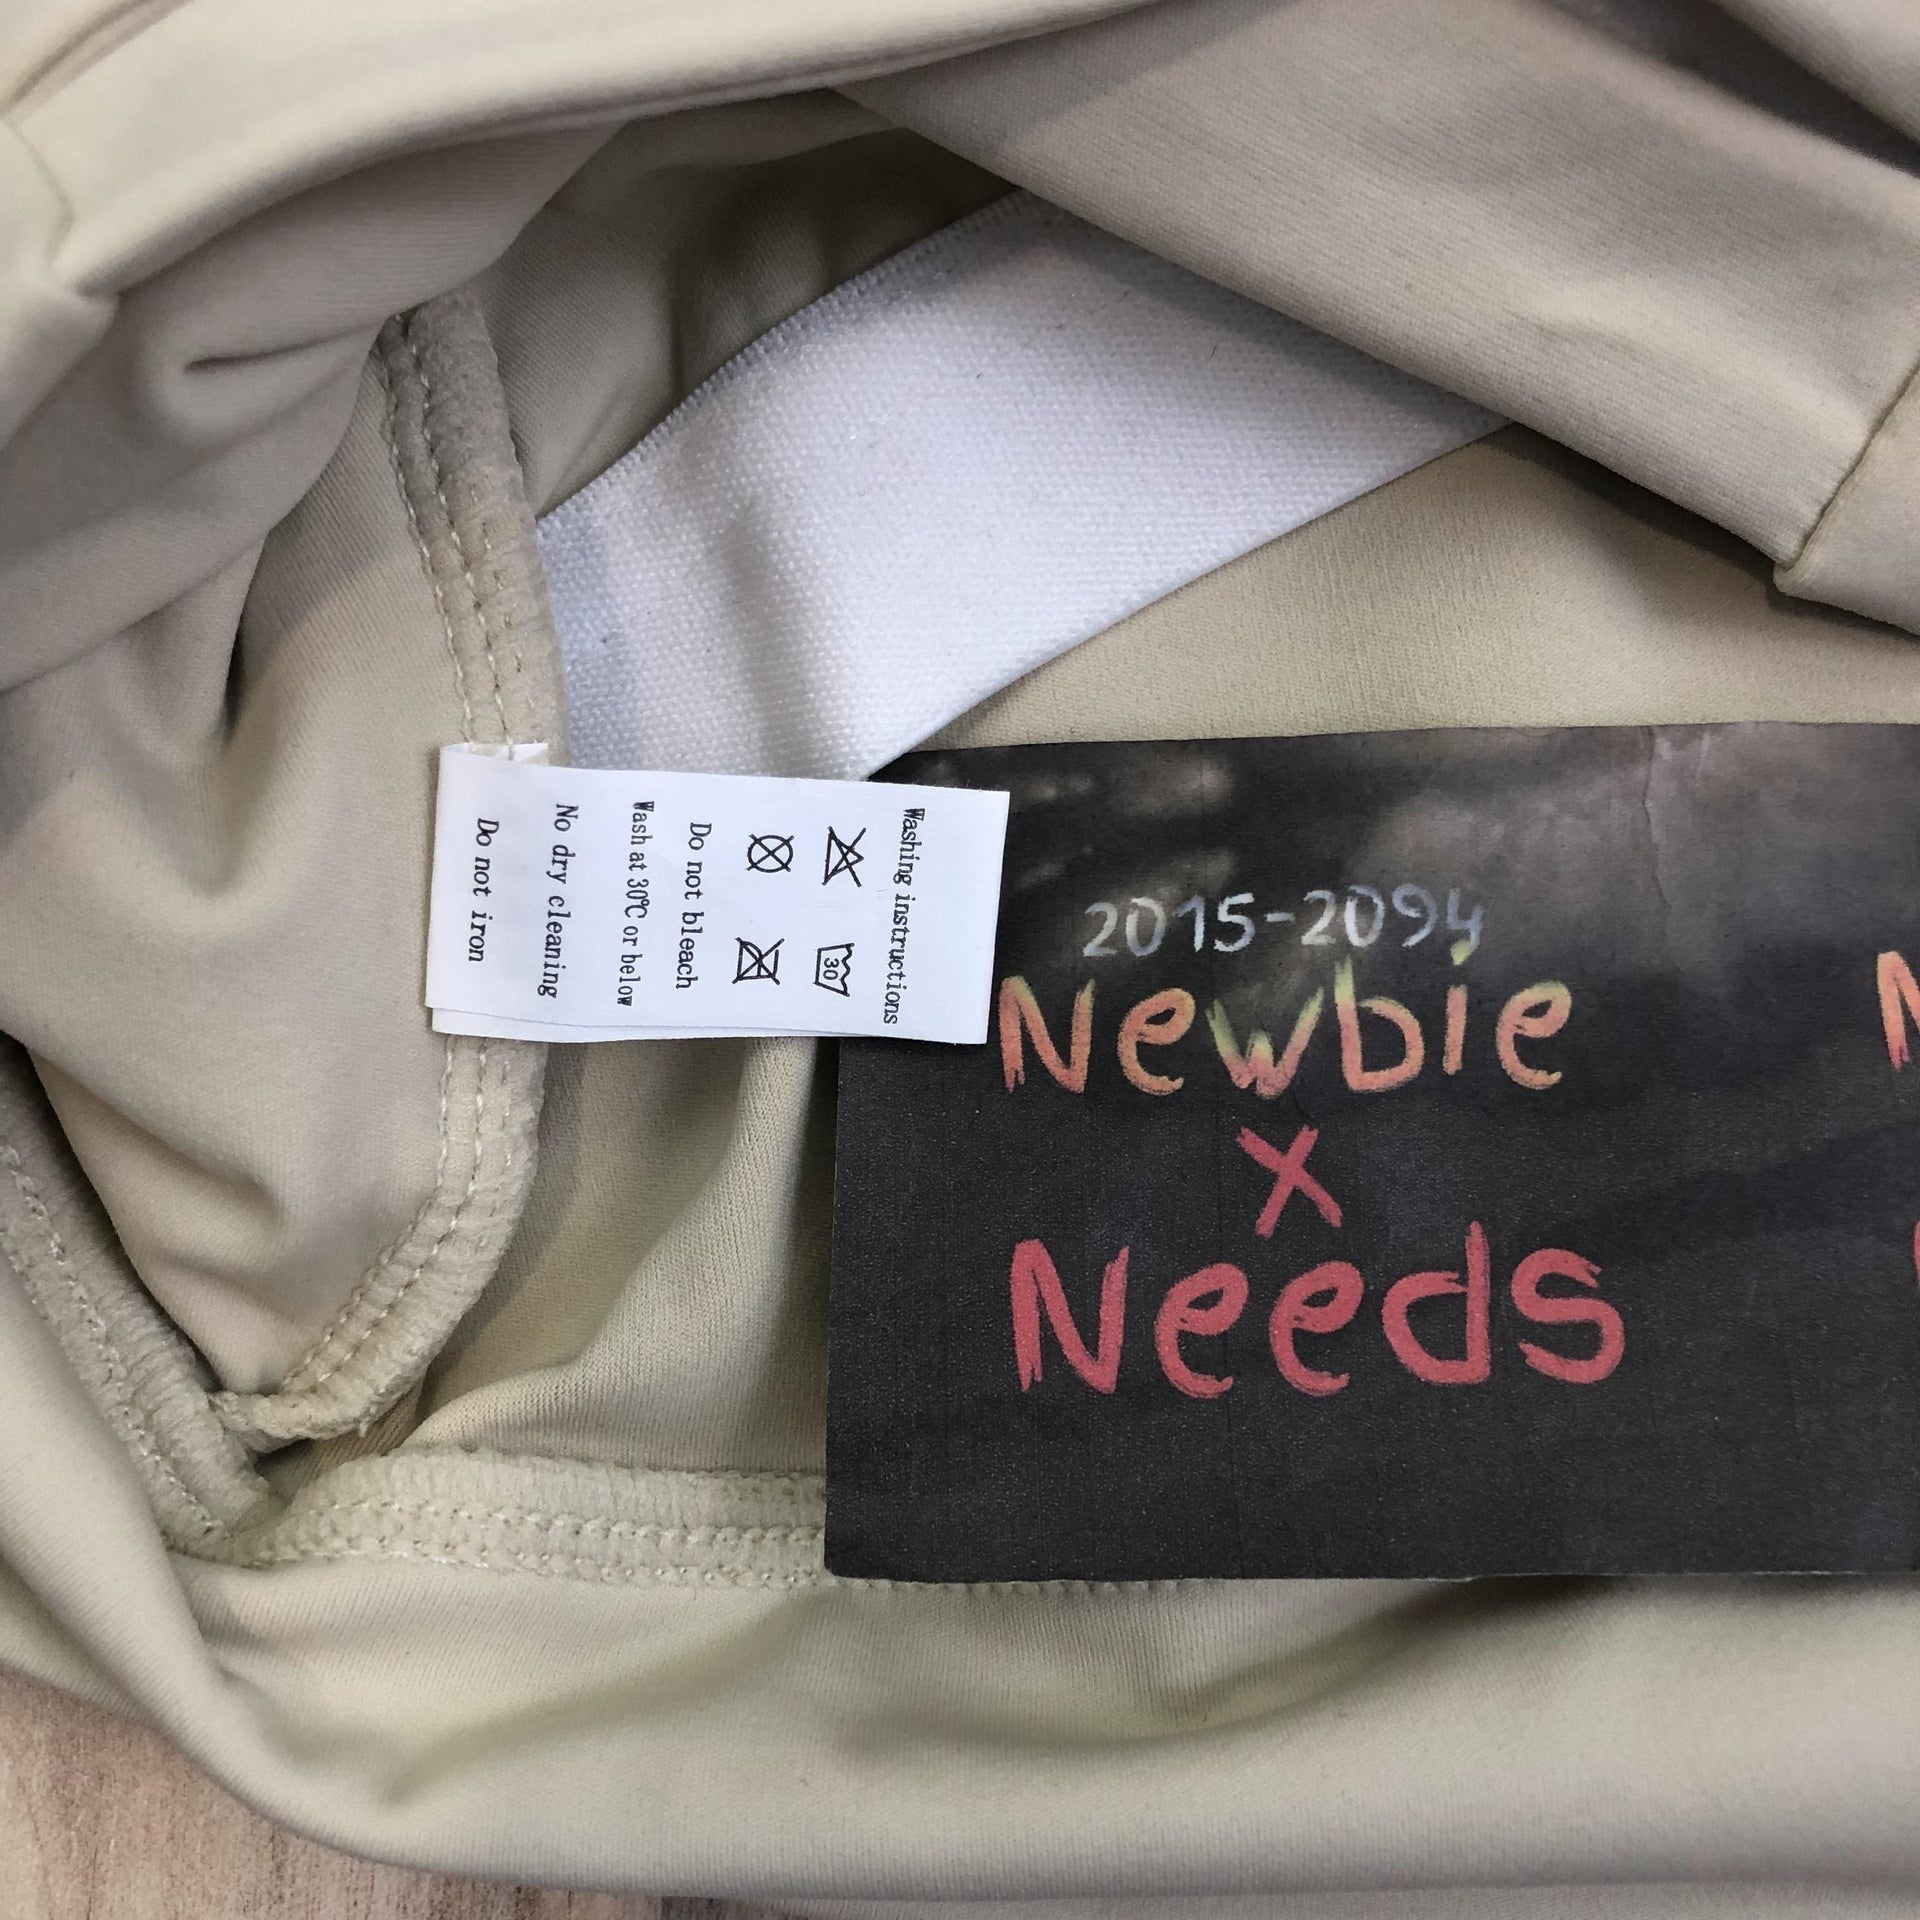 Washing instructions
30
Do not bleach
Wash at 30℃ or below
No dry cleaning
Do not iron
2015-2094
Newbie
x
Needs